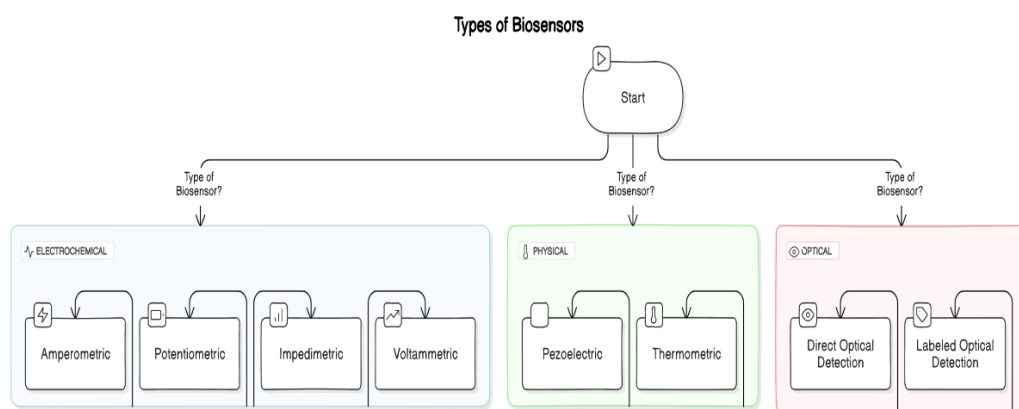 Types of Biosensors
Start
Type of
Biosensor?
Type of
Biosensor?
Type of
Biosensor?
ELECTROCHEMICAL
PHYSICAL
OPTICAL
Amperometric
Potentiometric
Impedimetric
Voltammetric
Pezoelectric
Thermometric
Direct Optical
Detection
Labeled Optical
Detection